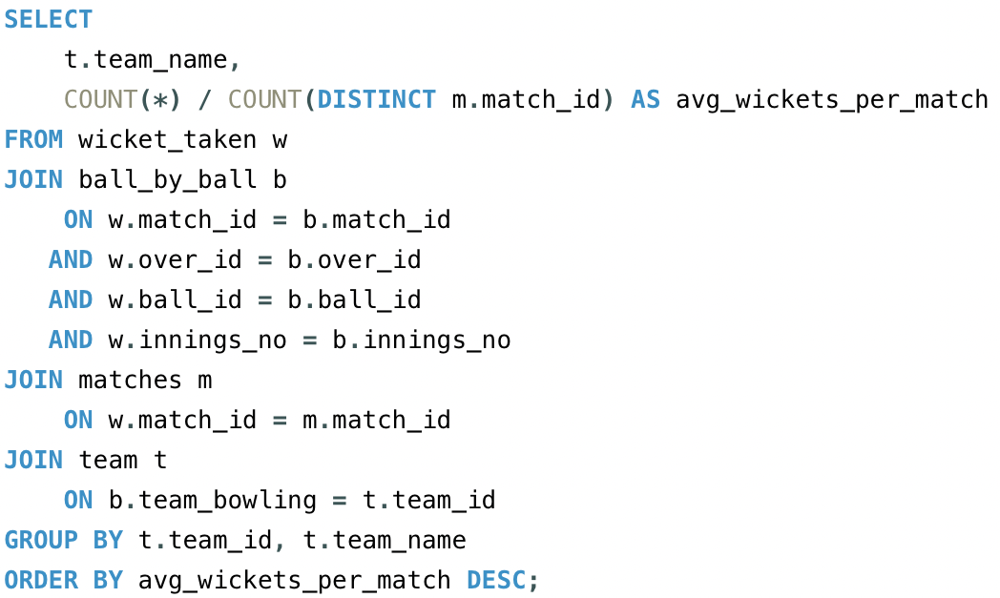 SELECT
    t.team_name,
    COUNT(*) / COUNT(DISTINCT m.match_id) AS avg_wickets_per_match
FROM wicket_taken w
JOIN ball_by_ball b
    ON w.match_id = b.match_id
   AND w.over_id = b.over_id
   AND w.ball_id = b.ball_id
   AND w.innings_no = b.innings_no
JOIN matches m
    ON w.match_id = m.match_id
JOIN team t
    ON b.team_bowling = t.team_id
GROUP BY t.team_id, t.team_name
ORDER BY avg_wickets_per_match DESC;